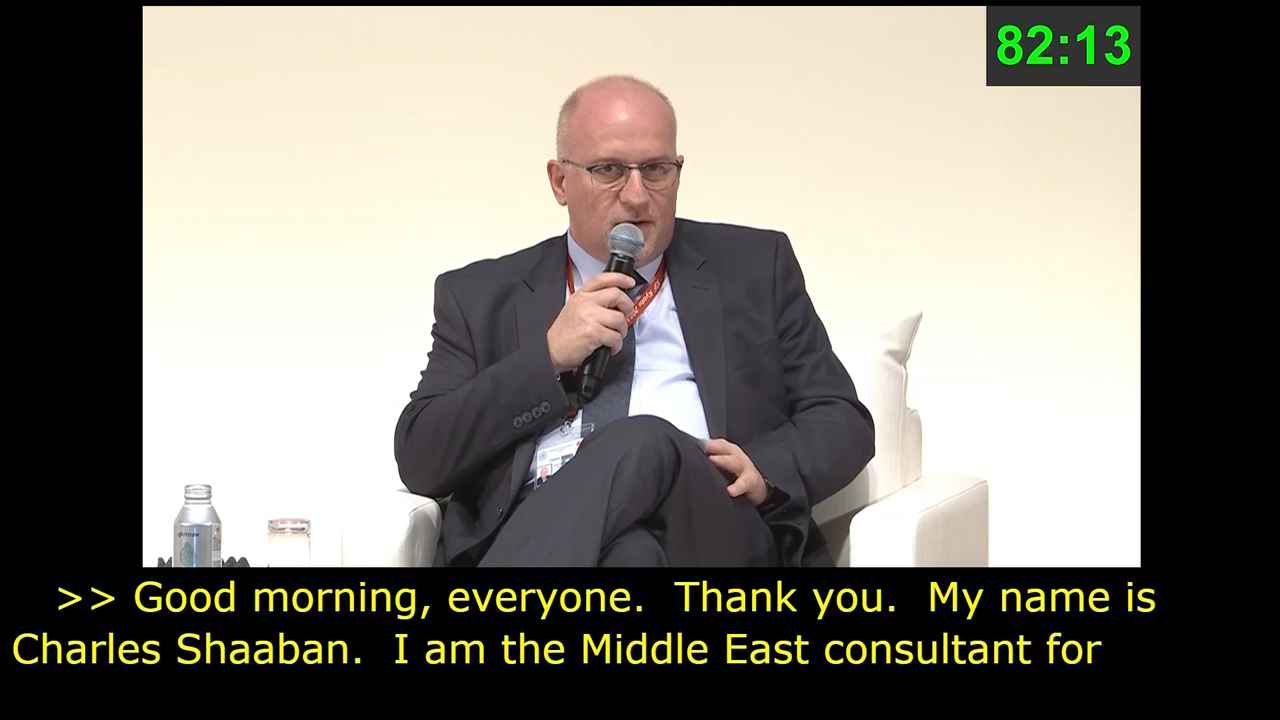 82:13
>> Good morning, everyone.  Thank you.  My name is
Charles Shaaban.  I am the Middle East consultant for